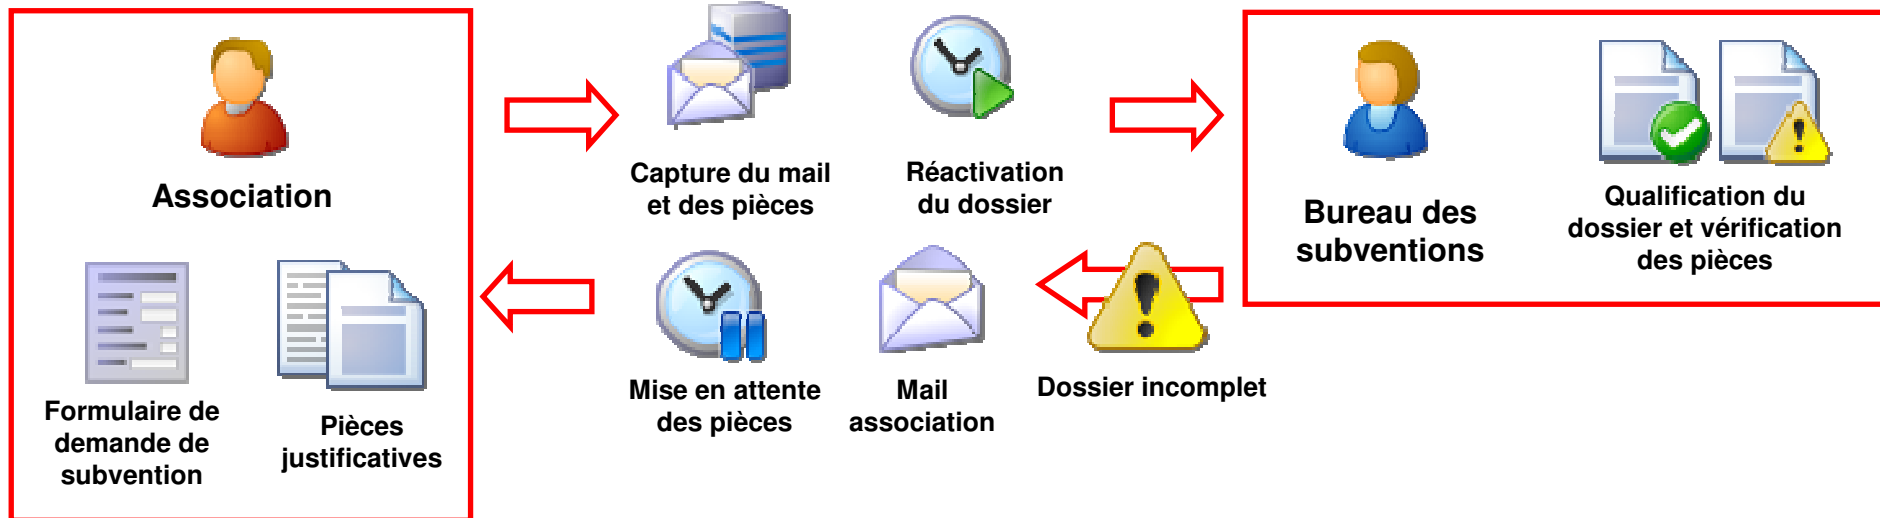 Association
Formulaire de
demande de
subvention
Pièces
justificatives
Capture du mail
et des pièces
Réactivation
du dossier
Mise en attente
des pièces
Mail
association
Dossier incomplet
Bureau des
subventions
Qualification du
dossier et vérification
des pièces